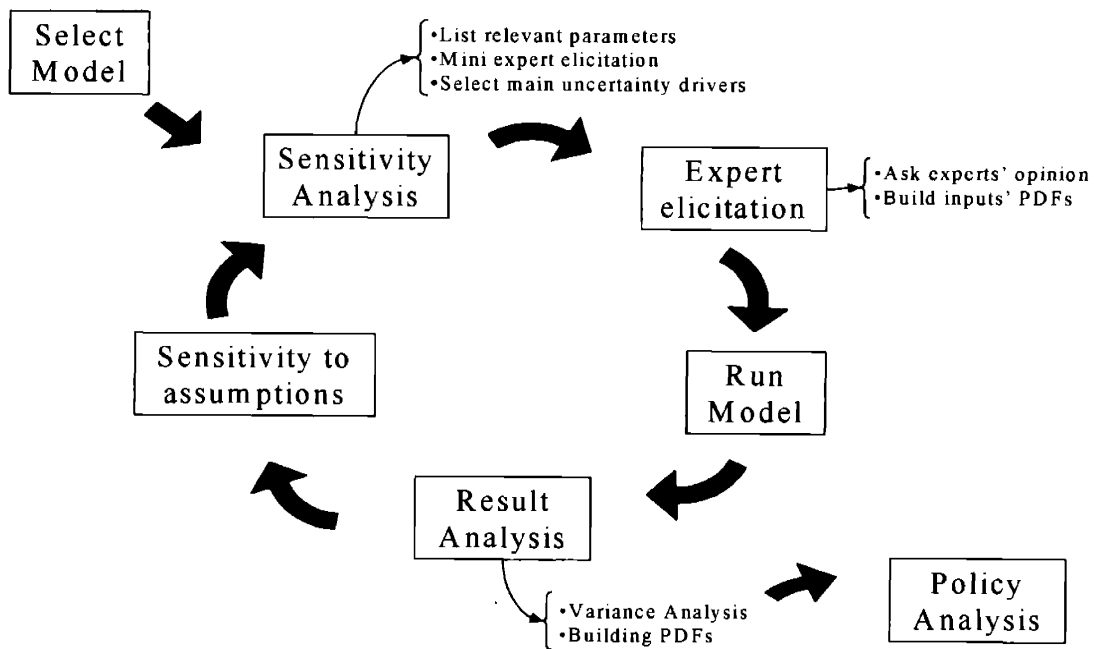 Select
Model
•List relevant parameters
•Mini expert elicitation
•Select main uncertainty drivers
Sensitivity
Analysis
Expert
elicitation
•Ask experts' opinion
•Build inputs' PDFs
Sensitivity to
assumptions
Run
Model
Result
Analysis
•Variance Analysis
•Building PDFs
Policy
Analysis